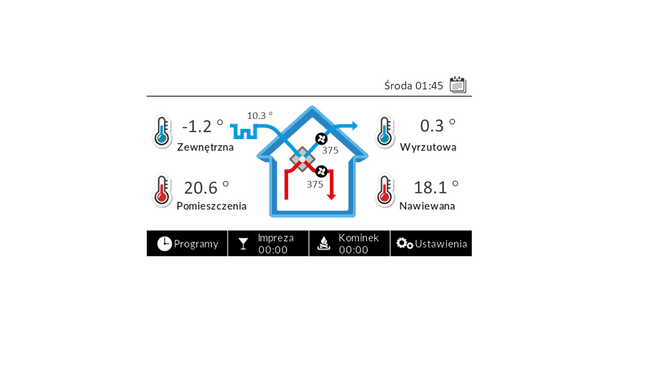 Środa 01:45
-1.2 °
10.3 °
0.3 °
Zewnętrzna
375
Wyrzutowa
20.6 °
375
18.1 °
Pomieszczenia
Nawiewana
Programy
Impreza
00:00
Kominek
00:00
Ustawienia